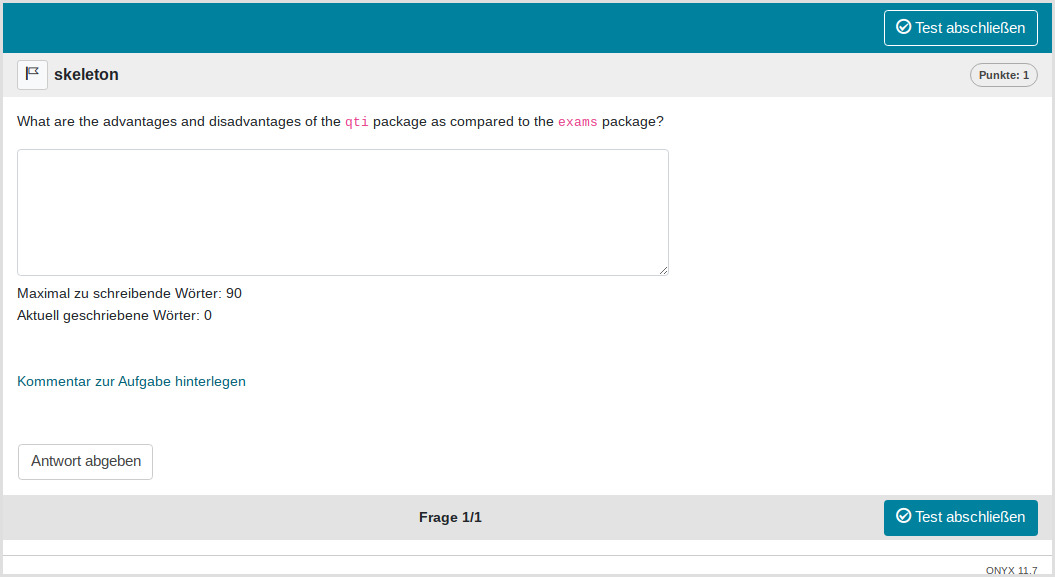 Test abschließen
skeleton
Punkte: 1
What are the advantages and disadvantages of the qti package as compared to the exams package?
Maximal zu schreibende Wörter: 90
Aktuell geschriebene Wörter: 0
Kommentar zur Aufgabe hinterlegen
Antwort abgeben
Frage 1/1
Test abschließen
ONYX 11.7